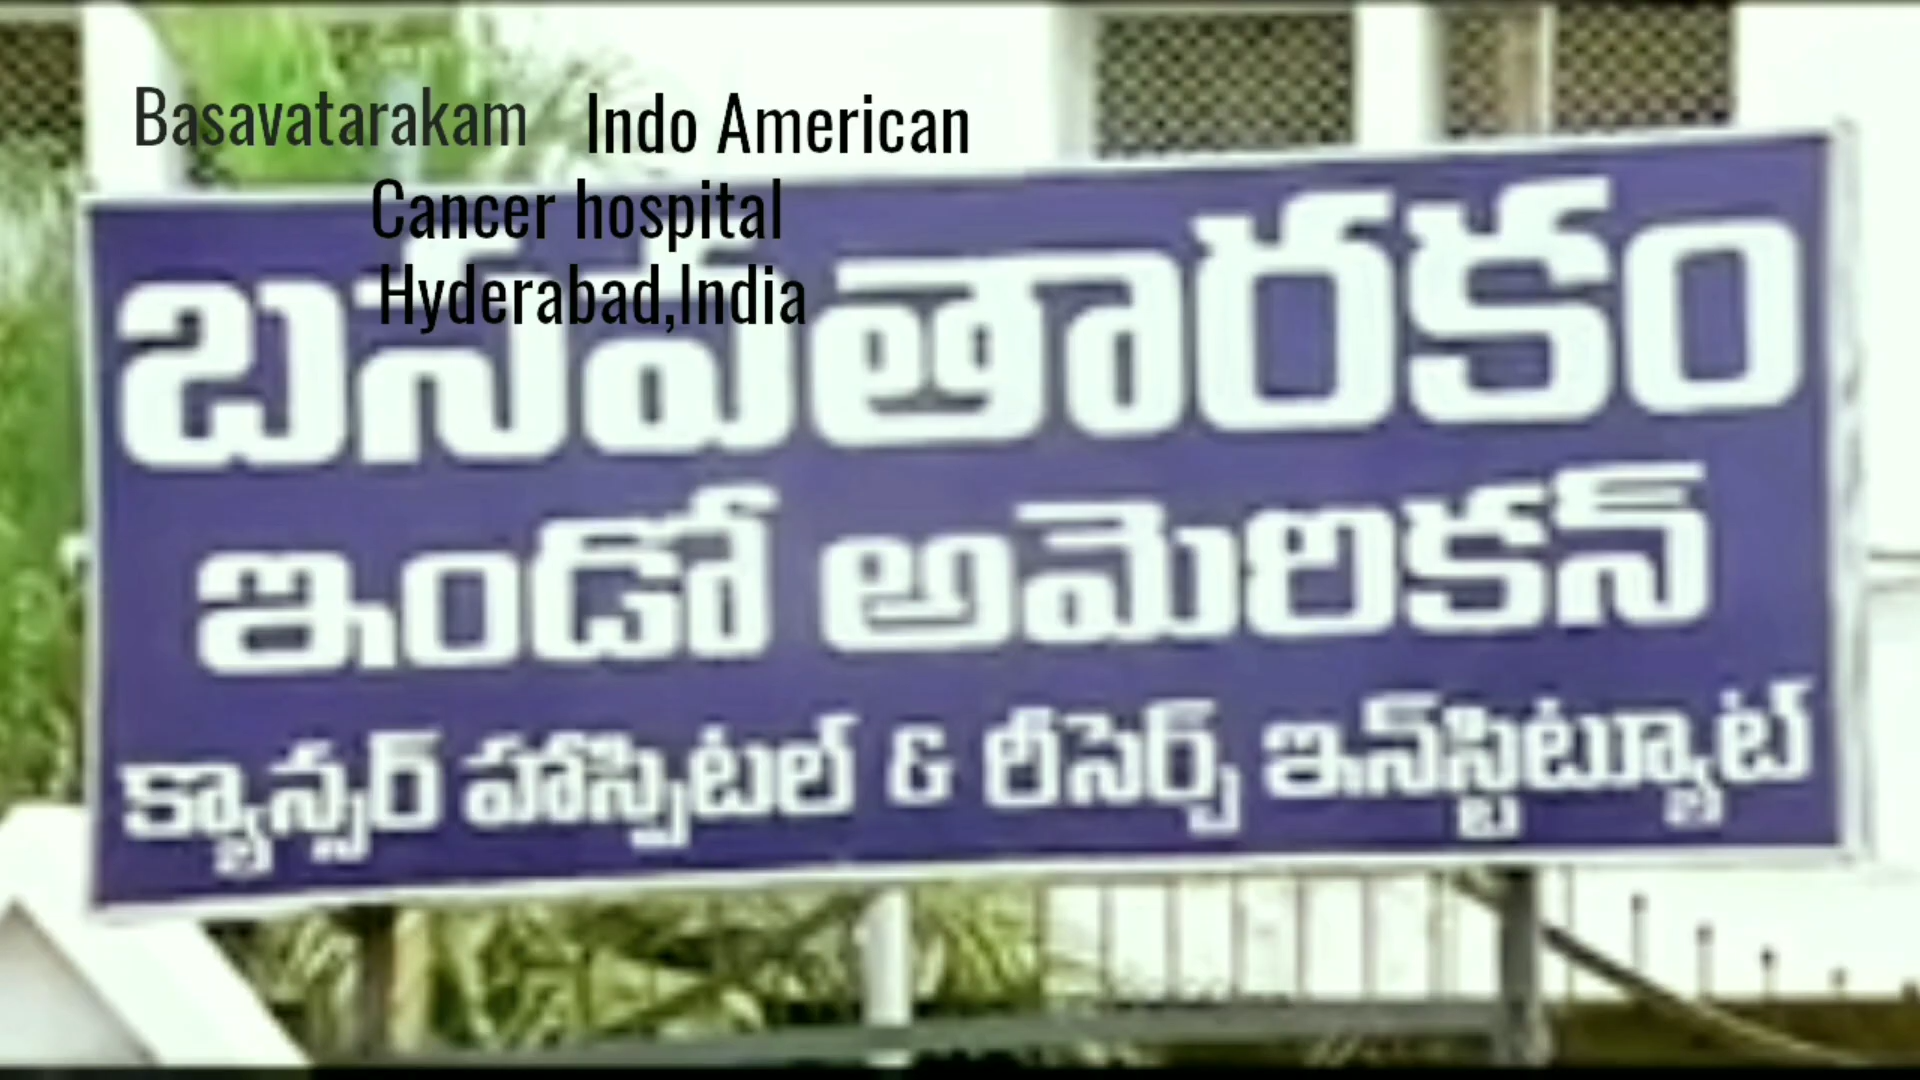 Basavatarakam Indo American
Cancer hospital
Hyderabad,India
బసవతారకం
ఇండో అమెరికన్
క్యాన్సర్ హాస్పిటల్ & రీసెర్చ్ ఇన్‌స్టిట్యూట్